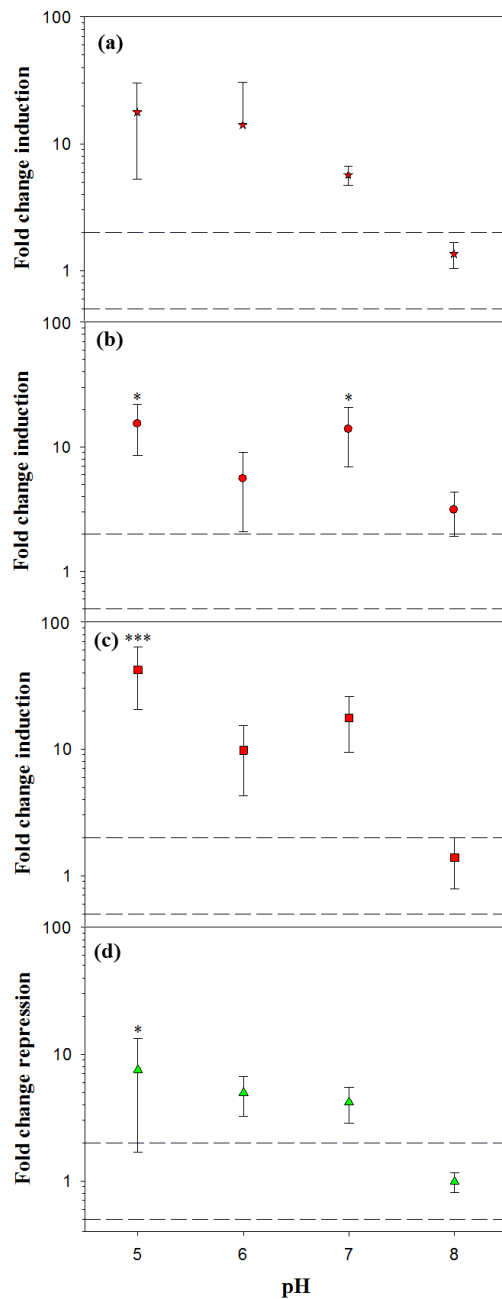 100
(a)
10
1
Fold change induction
100
(b)
* *
10
1
Fold change induction
100
(c)
***
10
1
Fold change induction
100
(d)
*
10
1
Fold change repression
5 6 7 8
pH